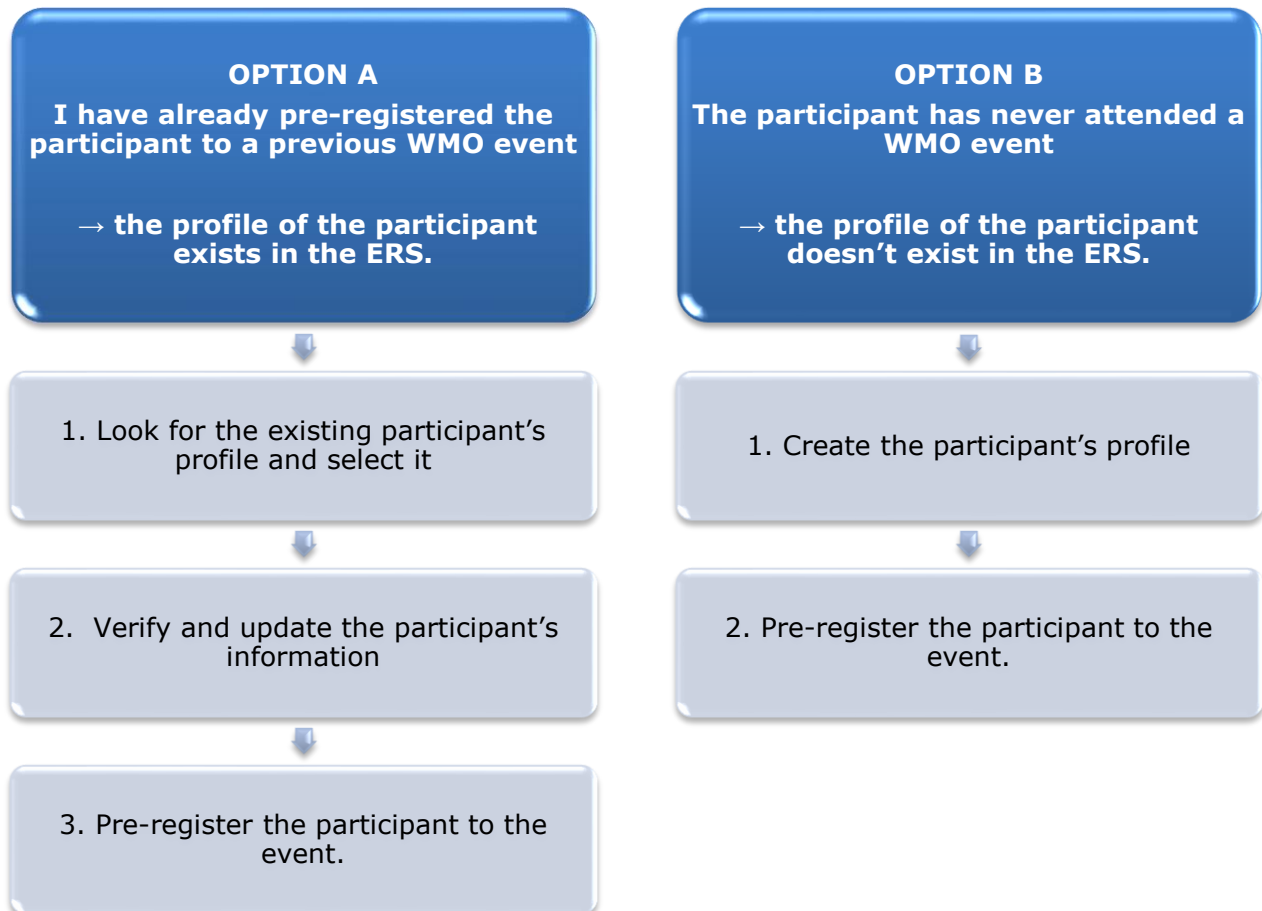 OPTION A
I have already pre-registered the
participant to a previous WMO event
→ the profile of the participant
exists in the ERS.
1. Look for the existing participant’s
profile and select it
2. Verify and update the participant’s
information
3. Pre-register the participant to the
event.
OPTION B
The participant has never attended a
WMO event
→ the profile of the participant
doesn’t exist in the ERS.
1. Create the participant’s profile
2. Pre-register the participant to the
event.